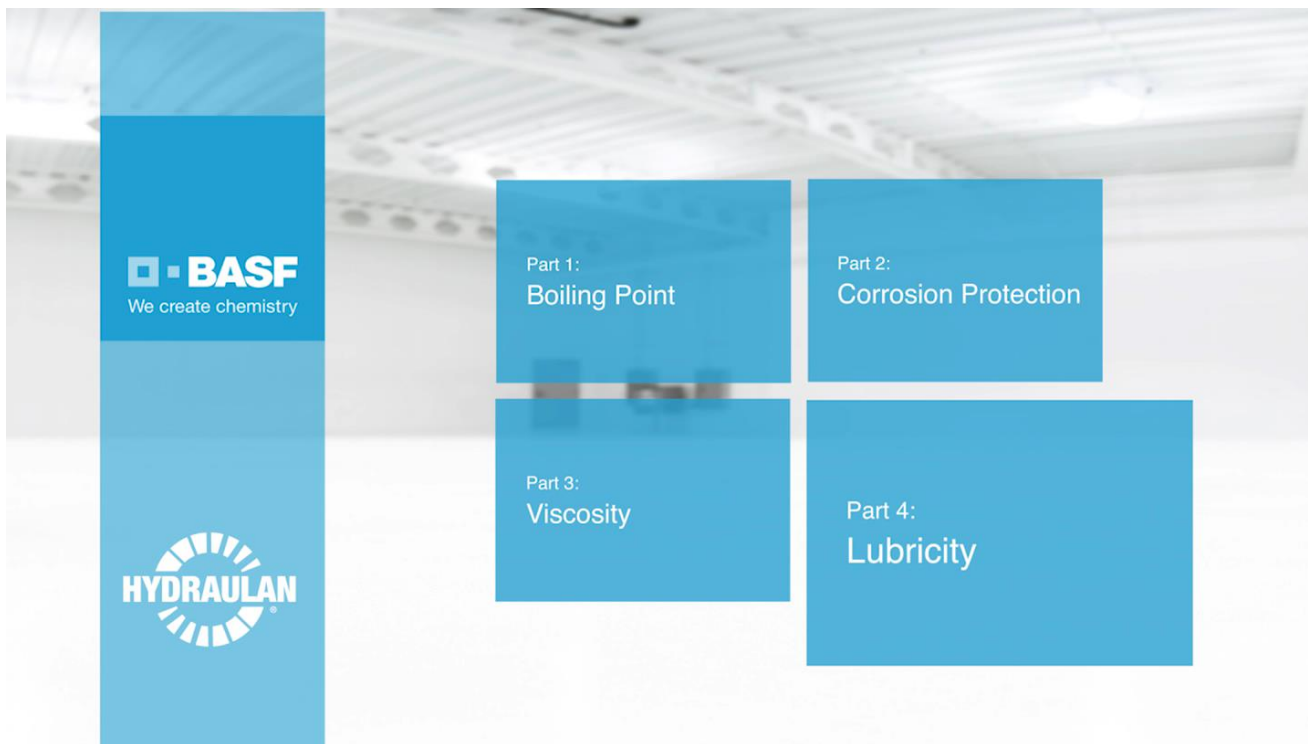 BASF
We create chemistry
HYDRAULAN®
Part 1:
Boiling Point
Part 2:
Corrosion Protection
Part 3:
Viscosity
Part 4:
Lubricity